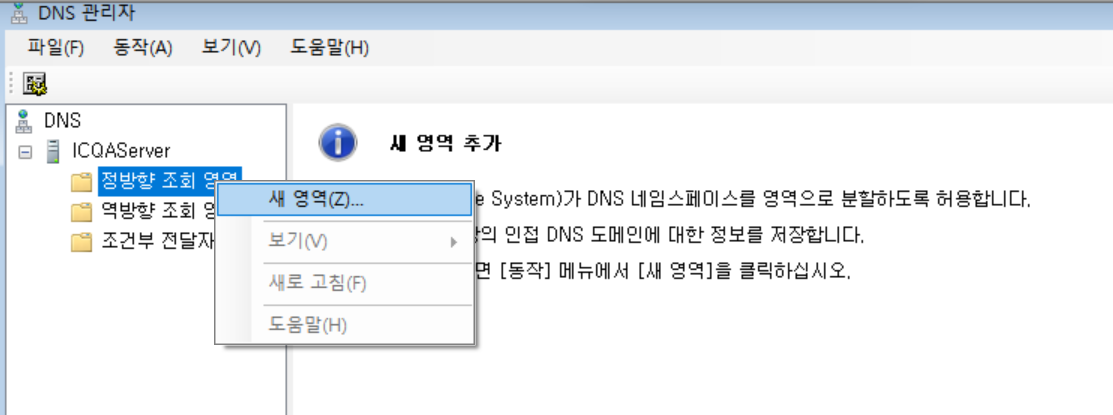 DNS 관리자
파일(F) 동작(A) 보기(V) 도움말(H)
DNS
ICQAServer
정방향 조회 영역
역방향 조회 영
조건부 전달자
새 영역(Z)...
보기(V)
새로 고침(F)
도움말(H)
새 영역 추가
e System)가 DNS 네임스페이스를 영역으로 분할하도록 허용합니다.
의 인접 DNS 도메인에 대한 정보를 저장합니다.
면 [동작] 메뉴에서 [새 영역]을 클릭하십시오.